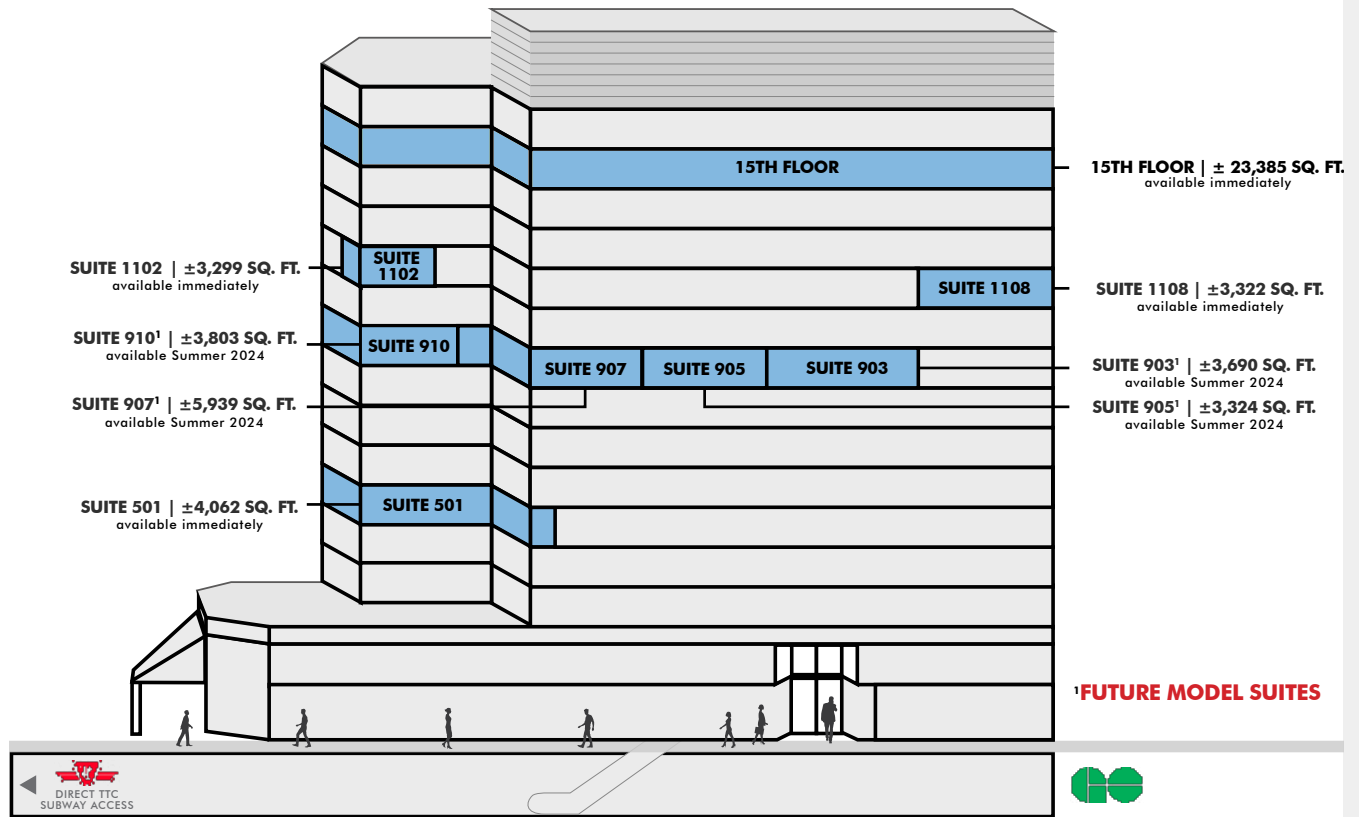 15TH FLOOR
15TH FLOOR | ± 23,385 SQ. FT.
available immediately
SUITE 1102 | ±3,299 SQ. FT.
available immediately
SUITE
1102
SUITE 1108
SUITE 1108 | ±3,322 SQ. FT.
available immediately
SUITE 910¹ | ±3,803 SQ. FT.
available Summer 2024
SUITE 910
SUITE 907
SUITE 905
SUITE 903
SUITE 903¹ | ±3,690 SQ. FT.
available Summer 2024
SUITE 907¹ | ±5,939 SQ. FT.
available Summer 2024
SUITE 905¹ | ±3,324 SQ. FT.
available Summer 2024
SUITE 501 | ±4,062 SQ. FT.
available immediately
SUITE 501
¹FUTURE MODEL SUITES
DIRECT TTC
SUBWAY ACCESS
GO